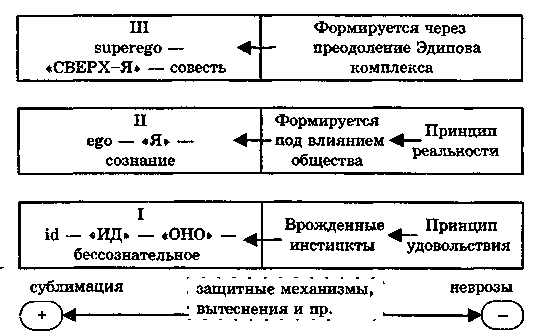 III
superego —
«СВЕРХ–Я» — совесть
Формируется через
преодоление Эдипова
комплекса
II
ego — «Я» —
сознание
Формируется
под влиянием
общества
Принцип
реальности
I
id — «ИД» — «ОНО» —
бессознательное
Врожденные
инстинкты
Принцип
удовольствия
сублимация
защитные механизмы,
вытеснения и пр.
неврозы
+
−